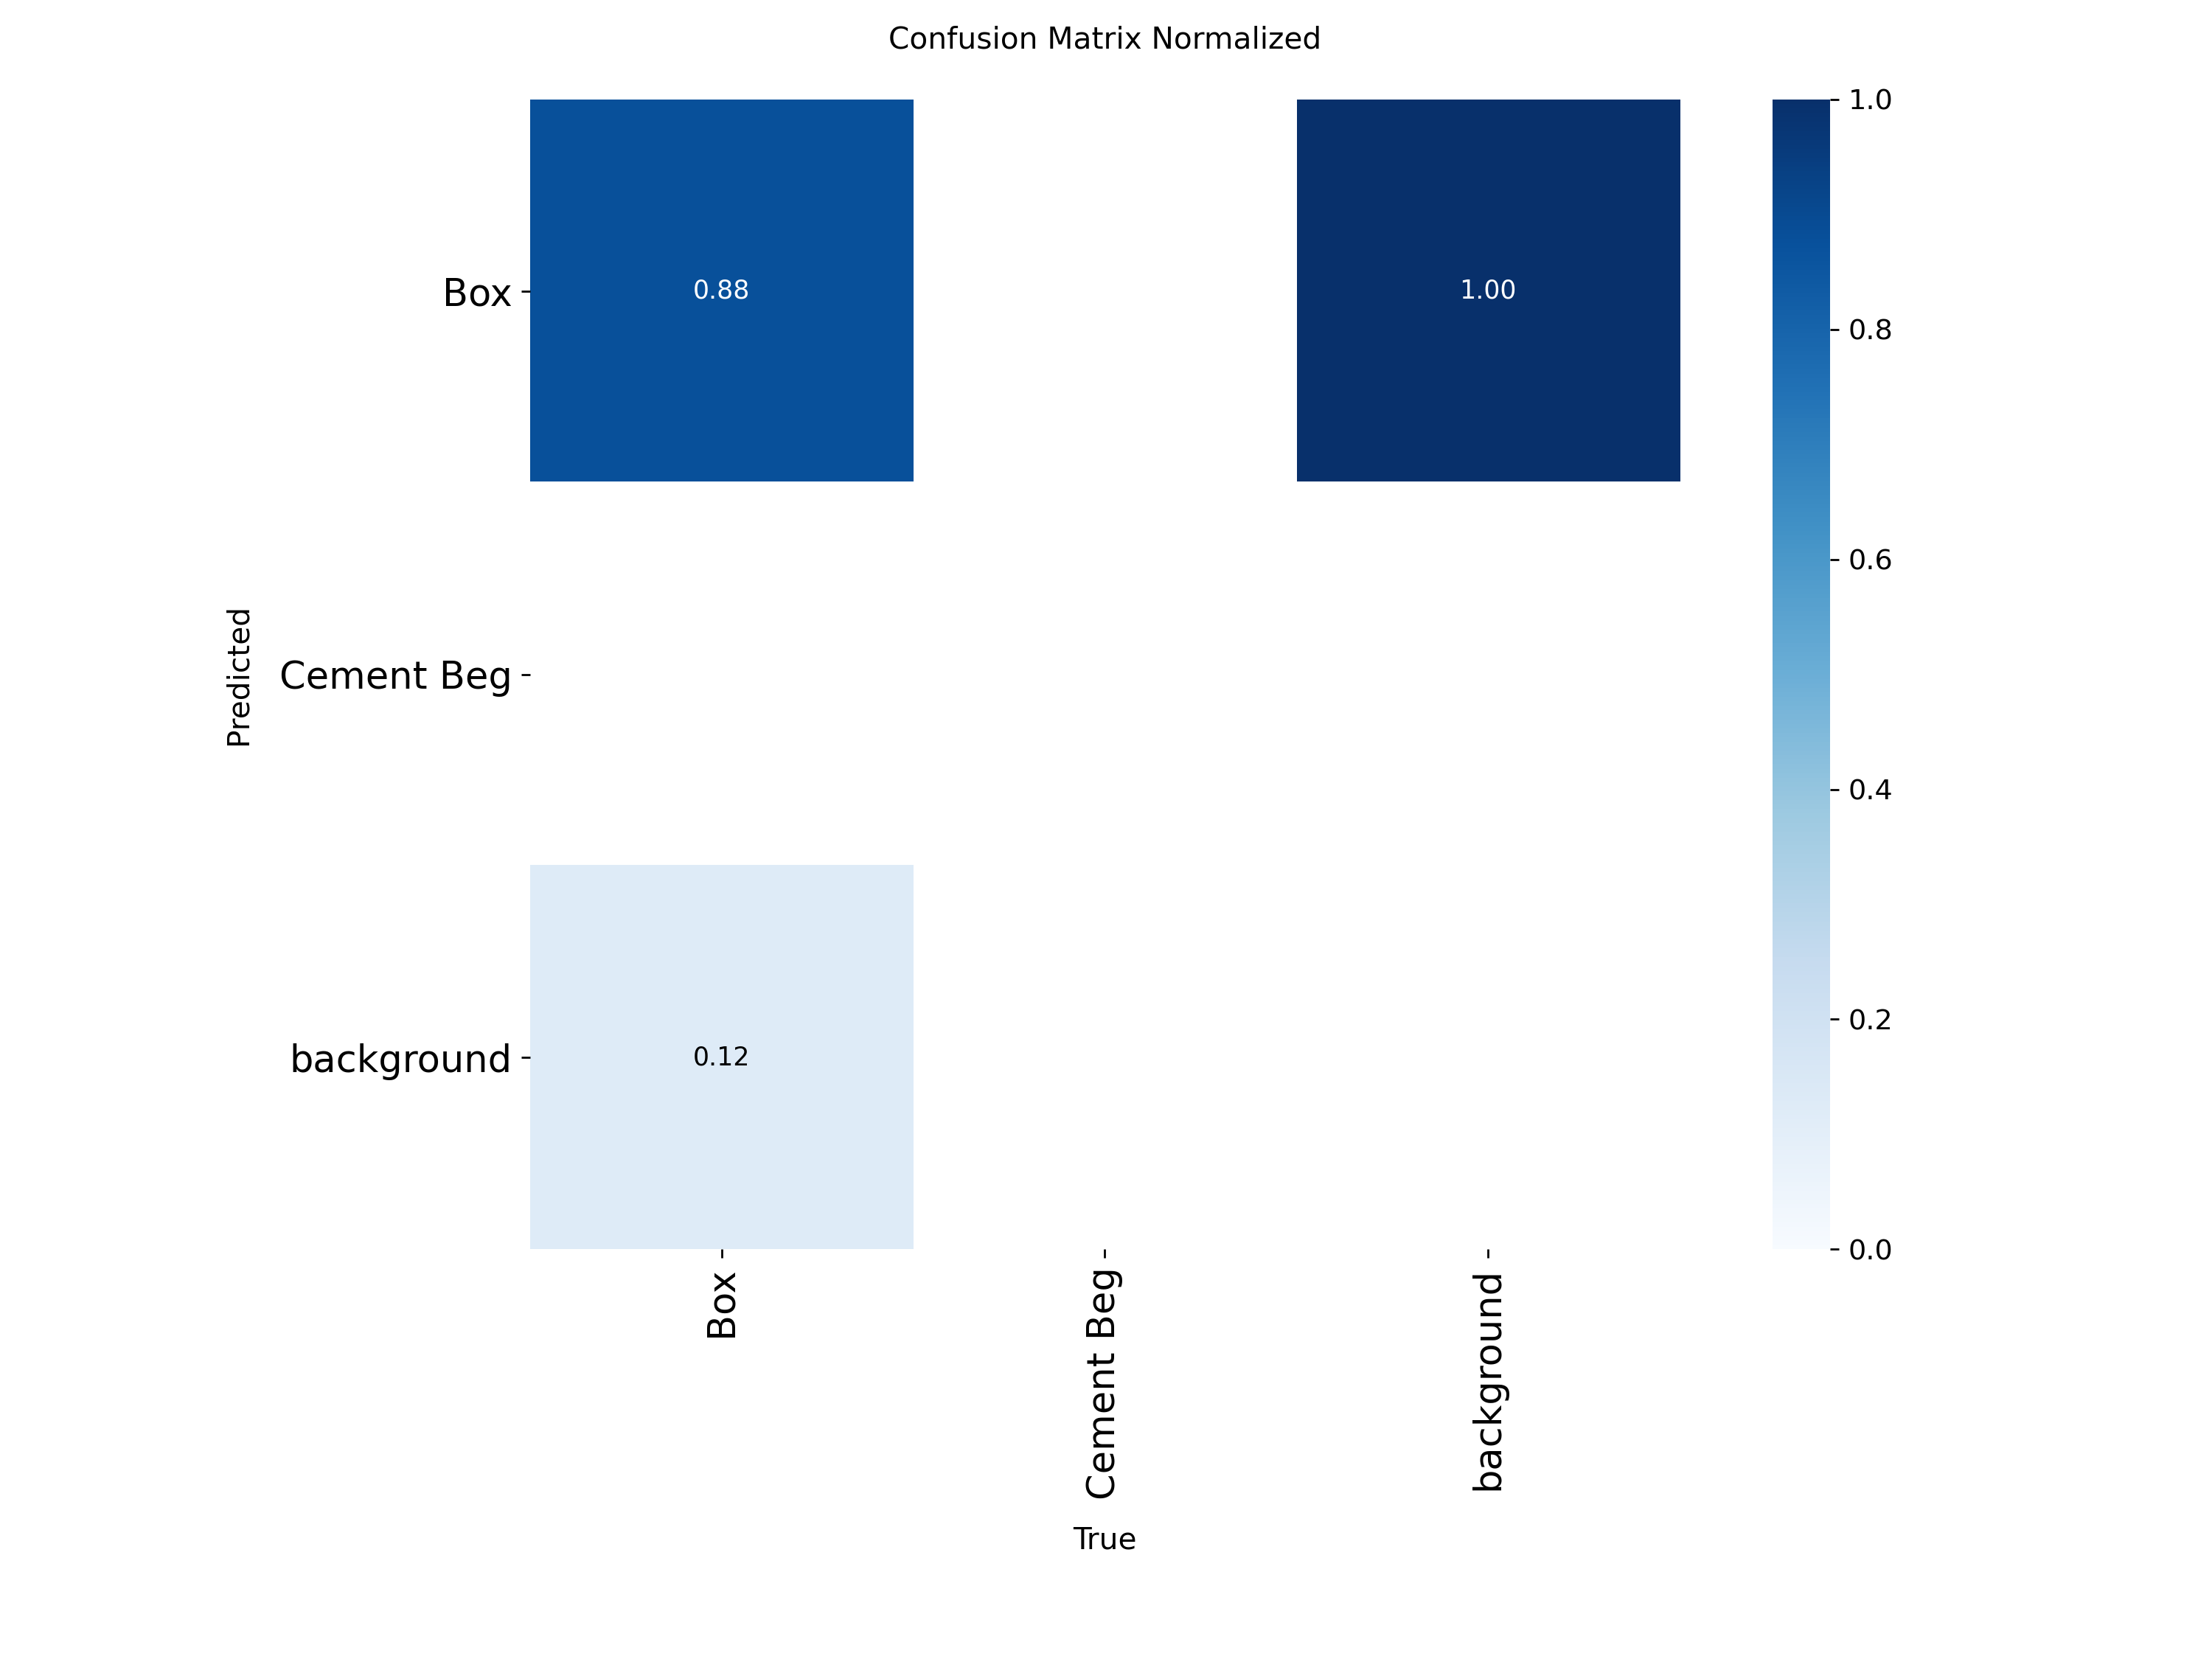 Confusion Matrix Normalized
1.0
Box
0.88
1.00
0.8
0.6
Predicted
Cement Beg
0.4
0.2
background
0.12
0.0
Box
Cement Beg
background
True